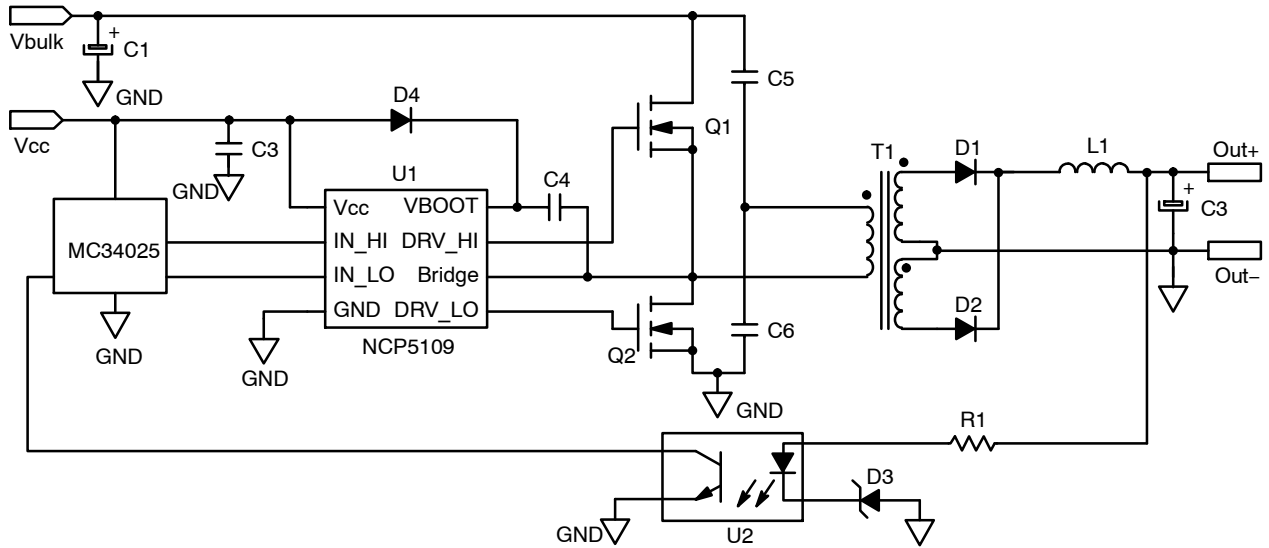 Vbulk
+
C1
GND
C5
D4
Q1
Vcc
C3
GND
U1
C4
T1
D1
L1
Out+
MC34025
Vcc
VBOOT
IN_HI
DRV_HI
IN_LO
Bridge
GND
DRV_LO
+
C3
Out−
GND
GND
NCP5109
Q2
C6
D2
GND
R1
D3
GND
U2